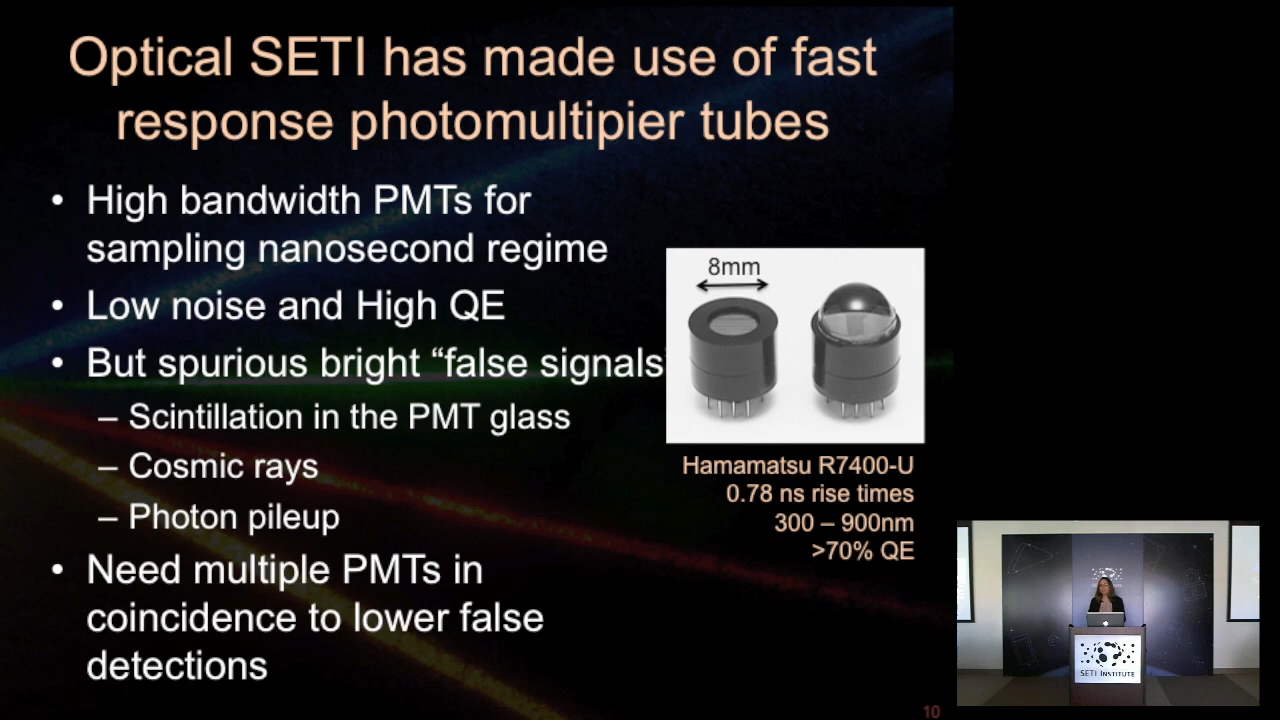 Optical SETI has made use of fast
response photomultipier tubes
• High bandwidth PMTs for
sampling nanosecond regime
• Low noise and High QE
• But spurious bright “false signals
– Scintillation in the PMT glass
– Cosmic rays
– Photon pileup
• Need multiple PMTs in
coincidence to lower false
detections
8mm
Hamamatsu R7400-U
0.78 ns rise times
300 – 900nm
>70% QE
10
SETI INSTITUTE